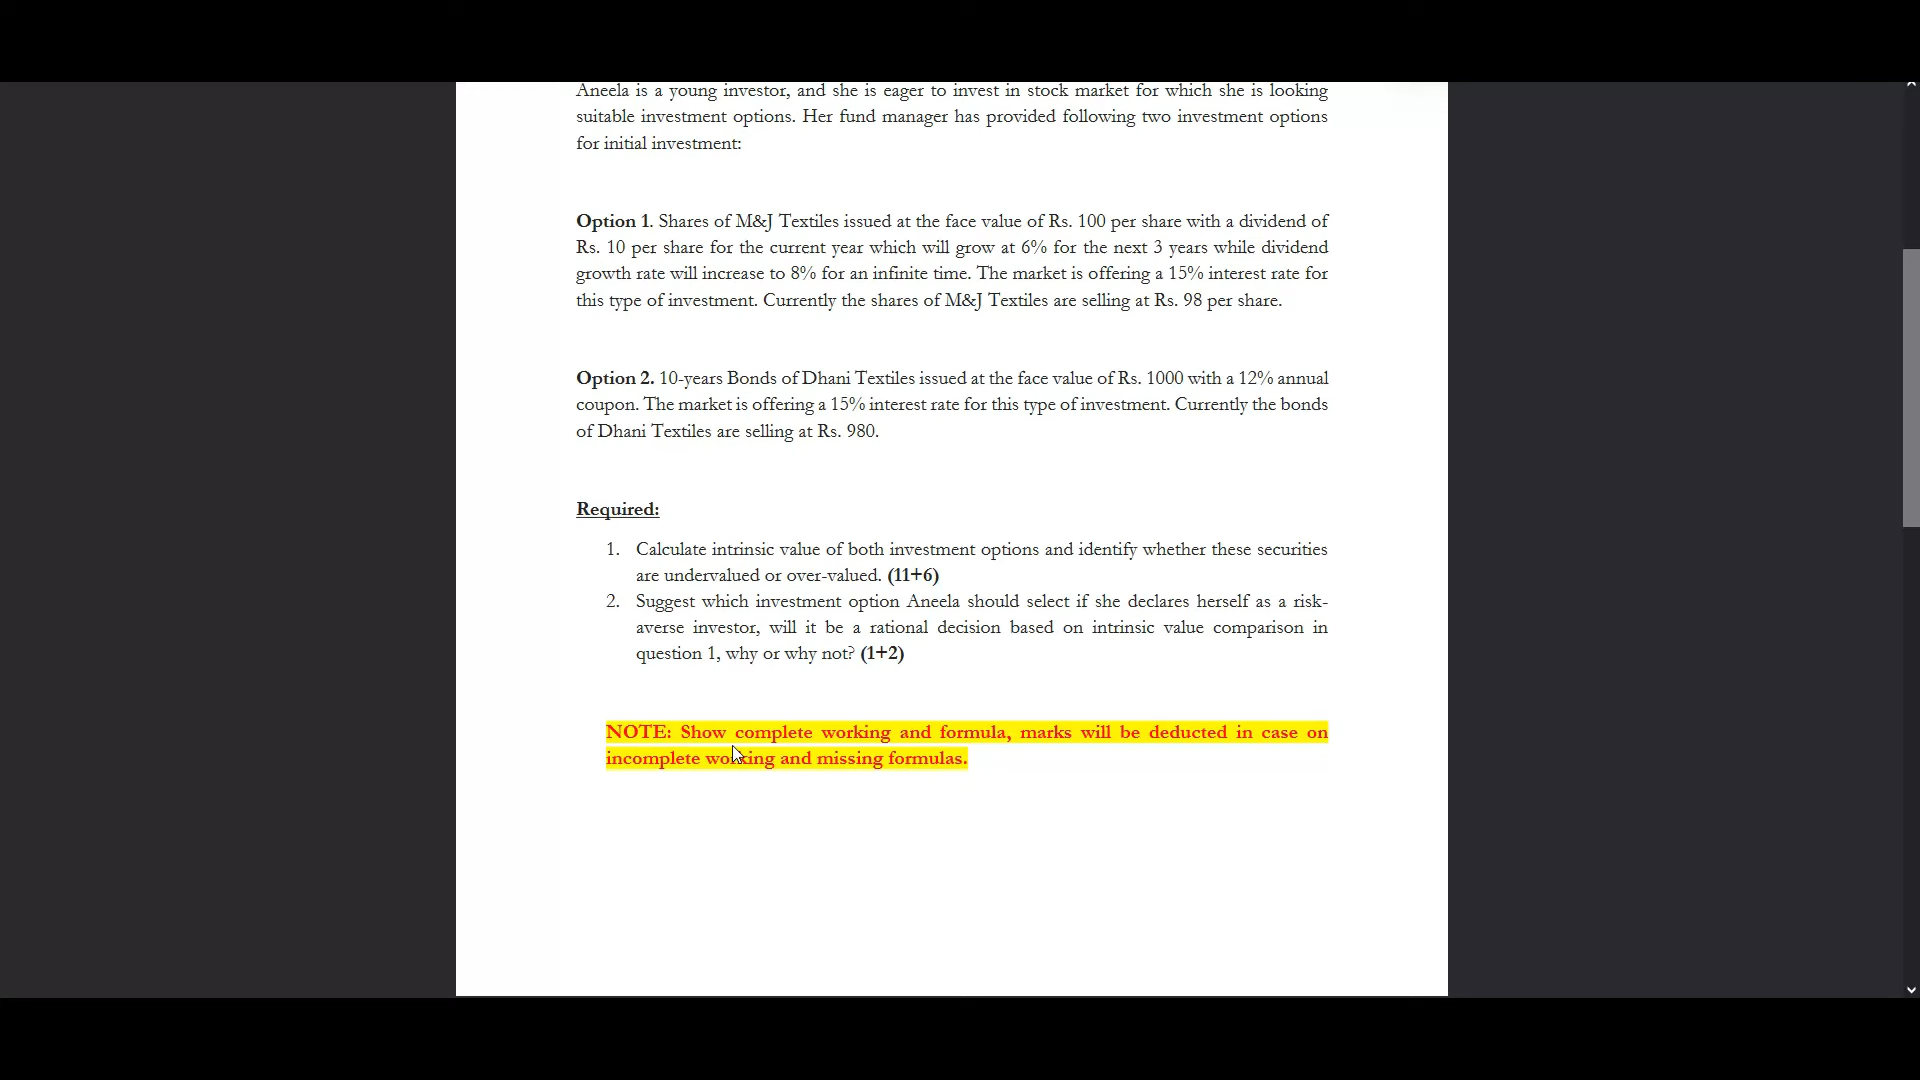 Aneela is a young investor, and she is eager to invest in stock market for which she is looking
suitable investment options. Her fund manager has provided following two investment options
for initial investment:
Option 1. Shares of M&J Textiles issued at the face value of Rs. 100 per share with a dividend of
Rs. 10 per share for the current year which will grow at 6% for the next 3 years while dividend
growth rate will increase to 8% for an infinite time. The market is offering a 15% interest rate for
this type of investment. Currently the shares of M&J Textiles are selling at Rs. 98 per share.
Option 2. 10-years Bonds of Dhani Textiles issued at the face value of Rs. 1000 with a 12% annual
coupon. The market is offering a 15% interest rate for this type of investment. Currently the bonds
of Dhani Textiles are selling at Rs. 980.
Required:
1. Calculate intrinsic value of both investment options and identify whether these securities
are undervalued or over-valued. (11+6)
2. Suggest which investment option Aneela should select if she declares herself as a risk-
averse investor, will it be a rational decision based on intrinsic value comparison in
question 1, why or why not? (1+2)
NOTE: Show complete working and formula, marks will be deducted in case on
incomplete working and missing formulas.